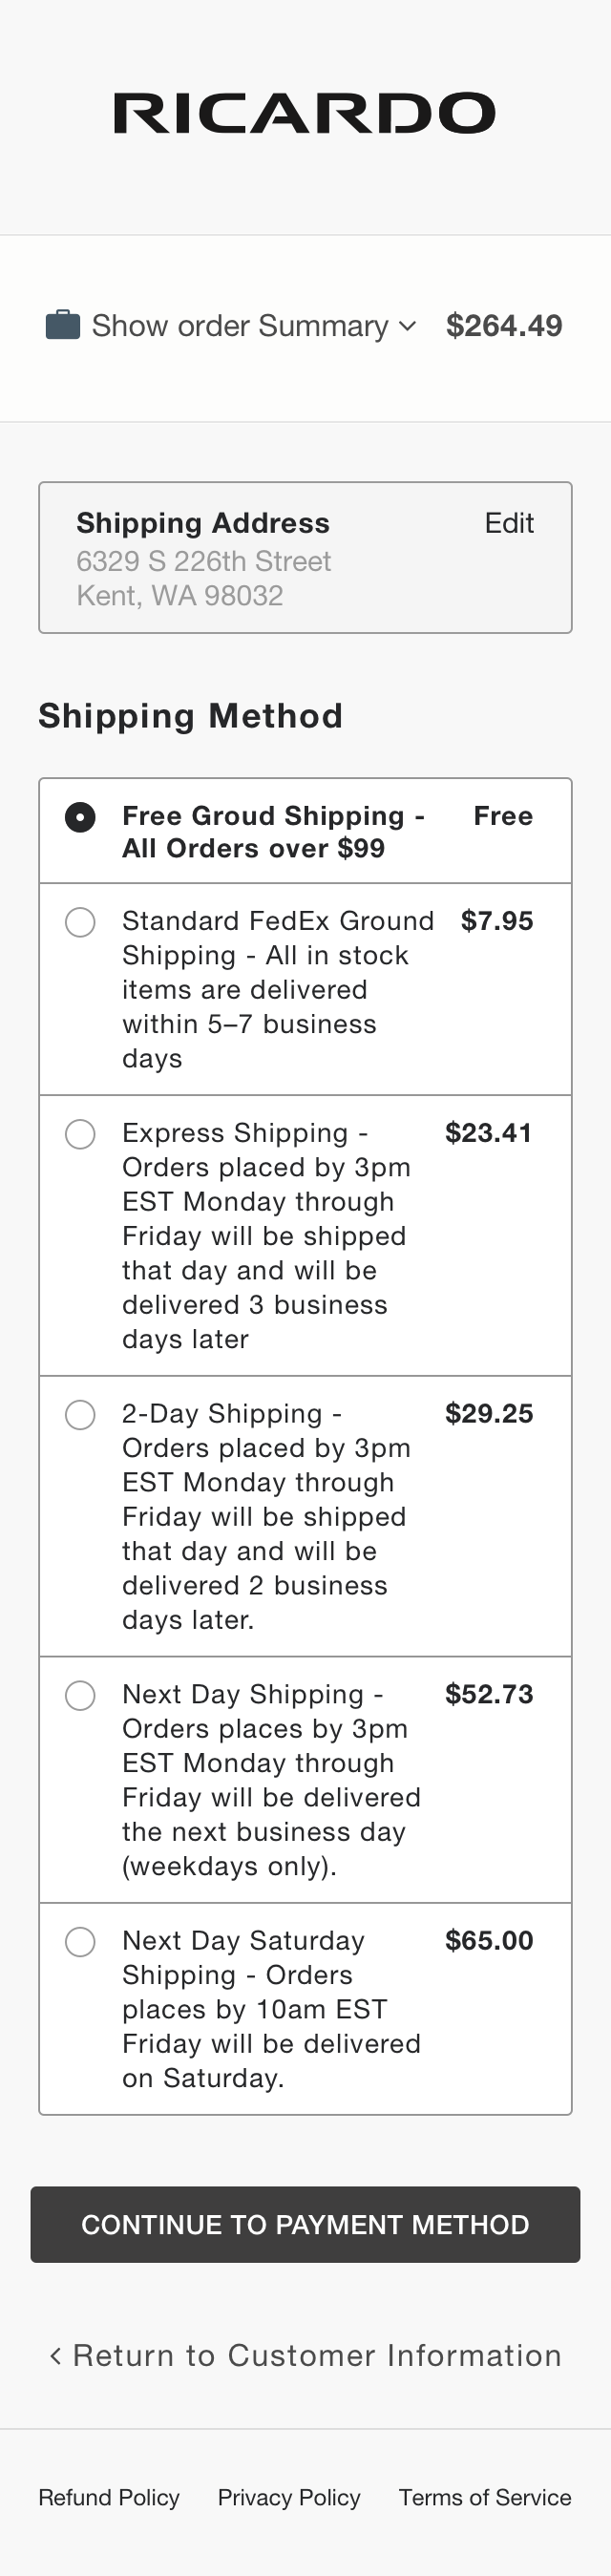 RICARDO
Show order Summary $264.49
Shipping Address Edit
6329 S 226th Street
Kent, WA 98032
Shipping Method
Free Groud Shipping - Free
All Orders over $99
Standard FedEx Ground $7.95
Shipping - All in stock
items are delivered
within 5–7 business
days
Express Shipping - $23.41
Orders placed by 3pm
EST Monday through
Friday will be shipped
that day and will be
delivered 3 business
days later
2-Day Shipping - $29.25
Orders placed by 3pm
EST Monday through
Friday will be shipped
that day and will be
delivered 2 business
days later.
Next Day Shipping - $52.73
Orders places by 3pm
EST Monday through
Friday will be delivered
the next business day
(weekdays only).
Next Day Saturday $65.00
Shipping - Orders
places by 10am EST
Friday will be delivered
on Saturday.
CONTINUE TO PAYMENT METHOD
Return to Customer Information
Refund Policy Privacy Policy Terms of Service